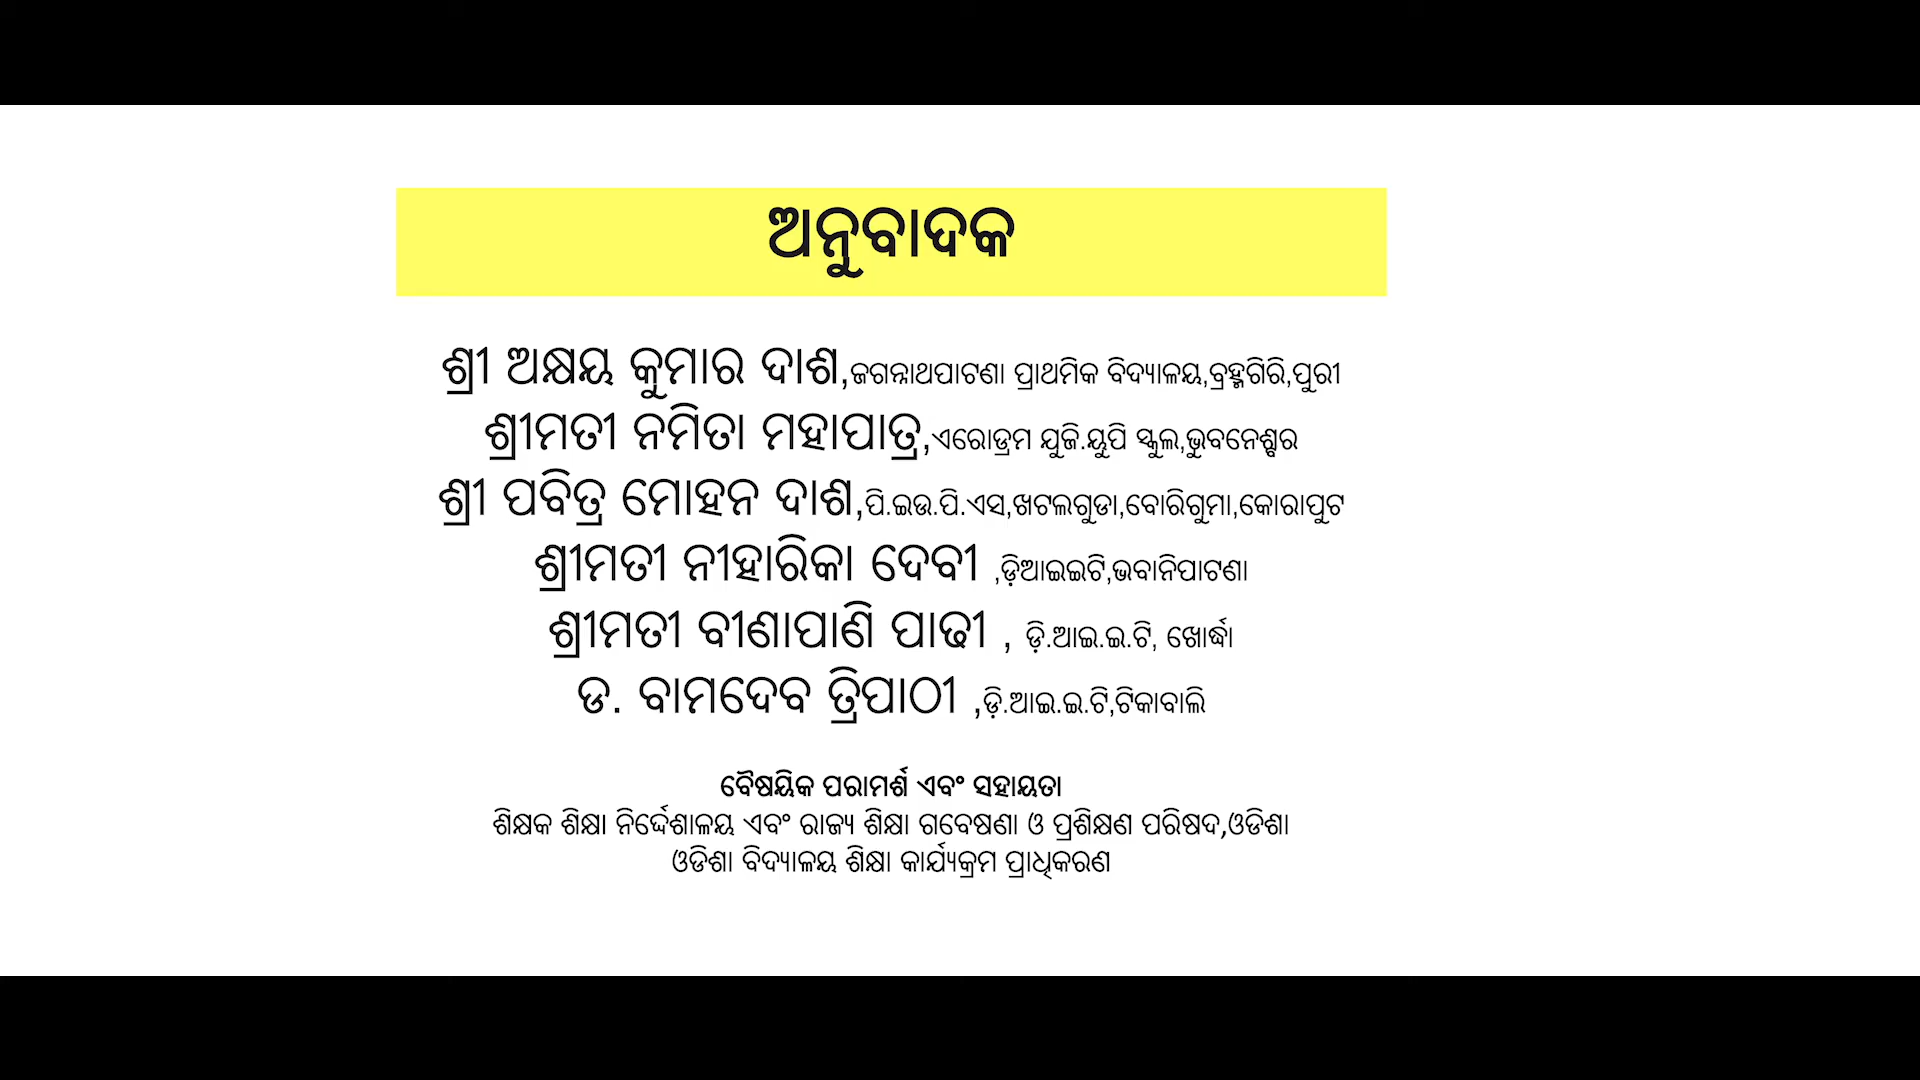 ଅନୁବାଦକ
ଶ୍ରୀ ଅକ୍ଷୟ କୁମାର ଦାଶ,ଜଗନ୍ନାଥପାଟଣା ପ୍ରାଥମିକ ବିଦ୍ୟାଳୟ,ବ୍ରହ୍ମଗିରି,ପୁରୀ
ଶ୍ରୀମତୀ ନମିତା ମହାପାତ୍ର,ଏରୋଡ୍ରମ ଯୁଜି.ୟୁପି ସ୍କୁଲ,ଭୁବନେଶ୍ଵର
ଶ୍ରୀ ପବିତ୍ର ମୋହନ ଦାଶ,ପି.ଇଉ.ପି.ଏସ,ଖଟଲଗୁଡା,ବୋରିଗୁମା,କୋରାପୁଟ
ଶ୍ରୀମତୀ ନୀହାରିକା ଦେବୀ ,ଡ଼ିଆଇଇଟି,ଭବାନିପାଟଣା
ଶ୍ରୀମତୀ ବୀଣାପାଣି ପାଢୀ , ଡ଼ି.ଆଇ.ଇ.ଟି, ଖୋର୍ଦ୍ଧା
ଡ. ବାମଦେବ ତ୍ରିପାଠୀ ,ଡ଼ି.ଆଇ.ଇ.ଟି,ଟିକାବାଲି
ବୈଷୟିକ ପରାମର୍ଶ ଏବଂ ସହାୟତା
ଶିକ୍ଷକ ଶିକ୍ଷା ନିର୍ଦ୍ଦେଶାଳୟ ଏବଂ ରାଜ୍ୟ ଶିକ୍ଷା ଗବେଷଣା ଓ ପ୍ରଶିକ୍ଷଣ ପରିଷଦ,ଓଡିଶା
ଓଡିଶା ବିଦ୍ୟାଳୟ ଶିକ୍ଷା କାର୍ଯ୍ୟକ୍ରମ ପ୍ରାଧିକରଣ